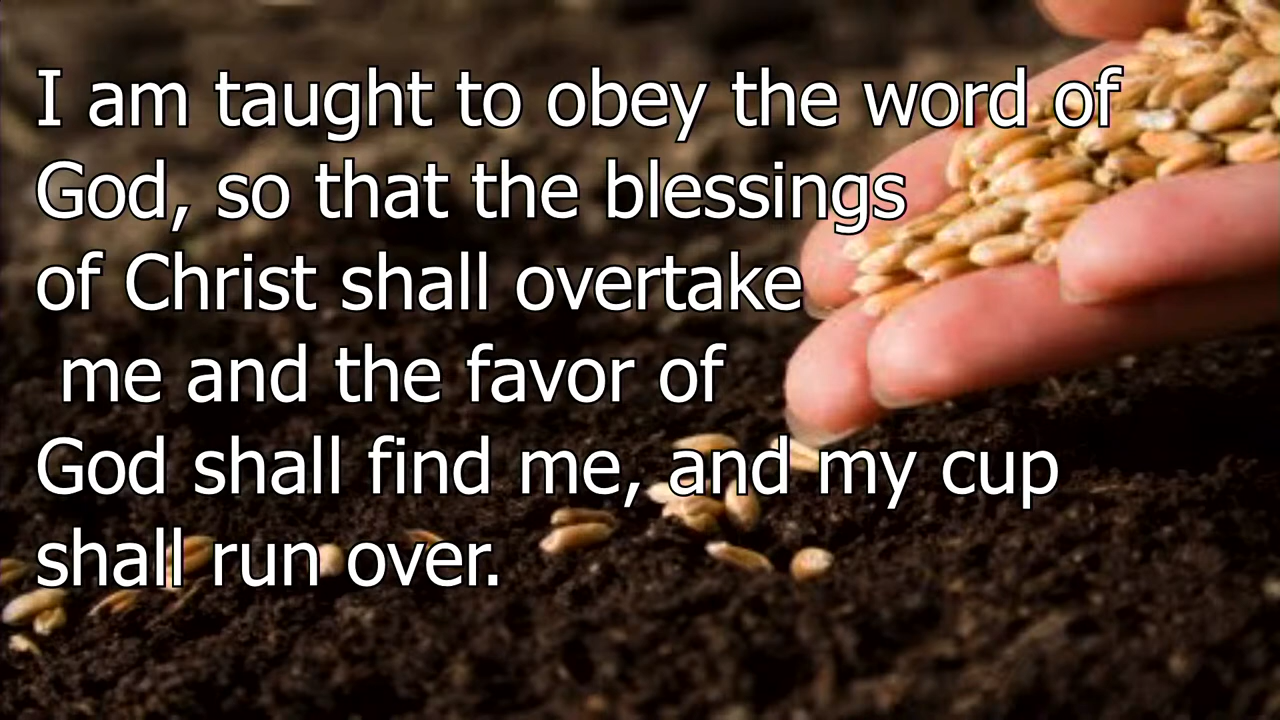 I am taught to obey the word of
God, so that the blessings
of Christ shall overtake
me and the favor of
God shall find me, and my cup
shall run over.